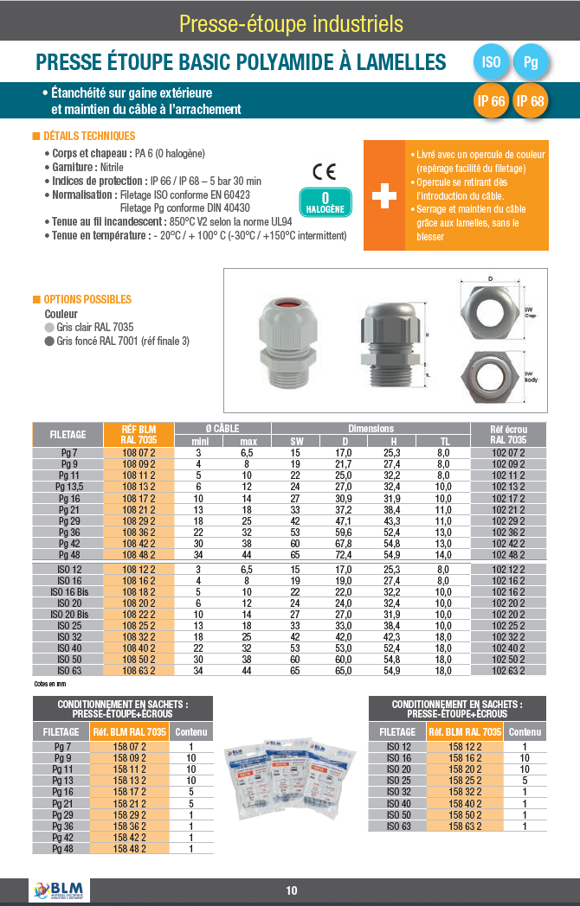 Presse-étoupe industriels
PRESSE ÉTOUPE BASIC POLYAMIDE À LAMELLES
ISO Pg
• Étanchéité sur gaine extérieure
et maintien du câble à l'arrachement
IP 66 IP 68
DÉTAILS TECHNIQUES
• Corps et chapeau : PA 6 (0 halogène)
• Garniture : Nitrile
• Indices de protection : IP 66 / IP 68 – 5 bar 30 min
• Normalisation : Filetage ISO conforme EN 60423
Filetage Pg conforme DIN 40430
• Tenue au fil incandescent : 850°C V2 selon la norme UL94
• Tenue en température : - 20°C / + 100° C (-30°C / +150°C intermittent)
CE
0
HALOGÈNE
+
• Livré avec un opercule de couleur
(repérage facilité du filetage)
• Opercule se retirant dès
l'introduction du câble.
• Serrage et maintien du câble
grâce aux lamelles, sans le
blesser
OPTIONS POSSIBLES
Couleur
Gris clair RAL 7035
Gris foncé RAL 7001 (réf finale 3)
D
SW
Cap
H
TL
SW
Body
FILETAGE RÉF BLM RAL 7035 Ø CÂBLE Dimensions Réf écrou RAL 7035
mini max SW D H TL
Pg 7 108 07 2 3 6,5 15 17,0 25,3 8,0 102 07 2
Pg 9 108 09 2 4 8 19 21,7 27,4 8,0 102 09 2
Pg 11 108 11 2 5 10 22 25,0 32,2 8,0 102 11 2
Pg 13,5 108 13 2 6 12 24 27,0 32,4 10,0 102 13 2
Pg 16 108 17 2 10 14 27 30,9 31,9 10,0 102 17 2
Pg 21 108 21 2 13 18 33 37,2 38,4 11,0 102 21 2
Pg 29 108 29 2 18 25 42 47,1 43,3 11,0 102 29 2
Pg 36 108 36 2 22 32 53 59,6 52,4 13,0 102 36 2
Pg 42 108 42 2 30 38 60 67,8 54,8 13,0 102 42 2
Pg 48 108 48 2 34 44 65 72,4 54,9 14,0 102 48 2
ISO 12 108 12 2 3 6,5 15 17,0 25,3 8,0 102 12 2
ISO 16 108 16 2 4 8 19 19,0 27,4 8,0 102 16 2
ISO 16 Bis 108 18 2 5 10 22 22,0 32,2 10,0 102 16 2
ISO 20 108 20 2 6 12 24 24,0 32,4 10,0 102 20 2
ISO 20 Bis 108 22 2 10 14 27 27,0 31,9 10,0 102 20 2
ISO 25 108 25 2 13 18 33 33,0 38,4 10,0 102 25 2
ISO 32 108 32 2 18 25 42 42,0 42,3 18,0 102 32 2
ISO 40 108 40 2 22 32 53 53,0 52,4 18,0 102 40 2
ISO 50 108 50 2 30 38 60 60,0 54,8 18,0 102 50 2
ISO 63 108 63 2 34 44 65 65,0 54,9 18,0 102 63 2
Cotes en mm
CONDITIONNEMENT EN SACHETS :
PRESSE-ÉTOUPE+ÉCROUS
FILETAGE Réf. BLM RAL 7035 Contenu
Pg 7 158 07 2 1
Pg 9 158 09 2 10
Pg 11 158 11 2 10
Pg 13 158 13 2 10
Pg 16 158 17 2 5
Pg 21 158 21 2 5
Pg 29 158 29 2 1
Pg 36 158 36 2 1
Pg 42 158 42 2 1
Pg 48 158 48 2 1
BLM
CONDITIONNEMENT EN SACHETS :
PRESSE-ÉTOUPE+ÉCROUS
FILETAGE Réf. BLM RAL 7035 Contenu
ISO 12 158 12 2 1
ISO 16 158 16 2 10
ISO 20 158 20 2 10
ISO 25 158 25 2 5
ISO 32 158 32 2 1
ISO 40 158 40 2 1
ISO 50 158 50 2 1
ISO 63 158 63 2 1
BLM
10